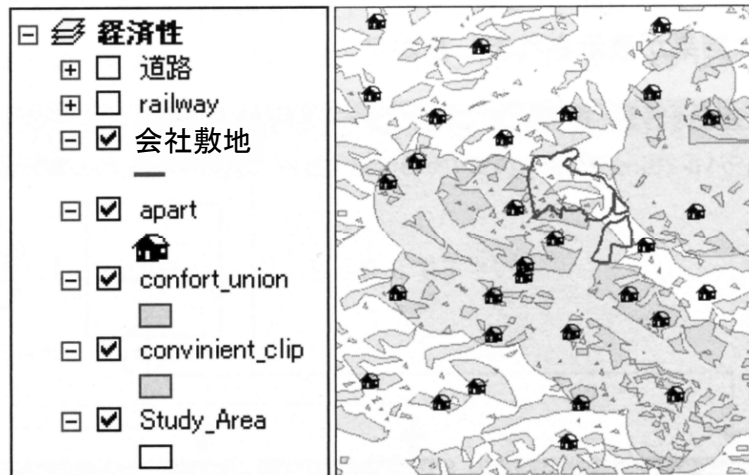 経済性
道路
railway
会社敷地
apart
confort_union
convinient_clip
Study_Area